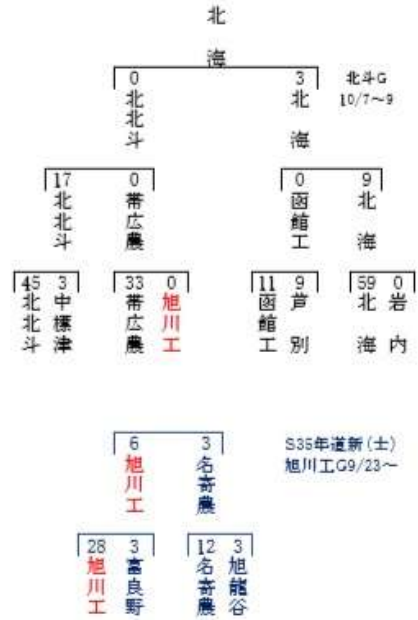 北海
0 3
北北斗 北海
北斗G
10/7～9
17 0 0 9
北北斗 帯広農 函館工 北海
45 3 33 0 11 9 59 0
北北斗 中標津 帯広農 旭川工 函館工 芦別 北海 岩内
6 3
旭川工 名寄農
S35年道新(士)
旭川工G9/23～
28 3 12 3
旭川工 富良野 名寄農 旭龍谷